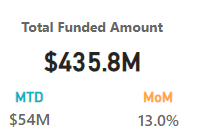 Total Funded Amount
$435.8M
MTD MoM
$54M 13.0%